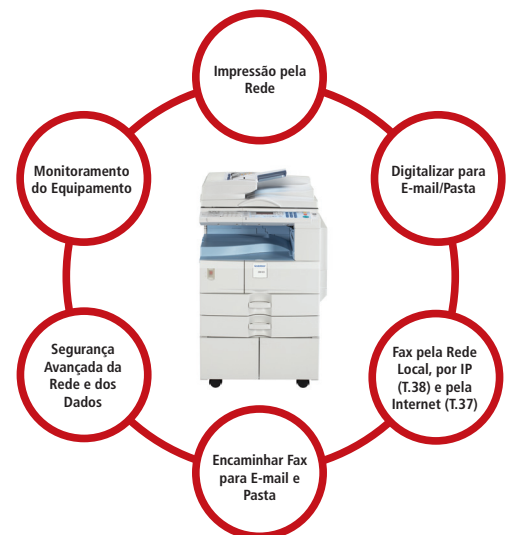 Impressão pela
Rede
Digitalizar para
E-mail/Pasta
Fax pela Rede
Local, por IP
(T.38) e pela
Internet (T.37)
Encaminhar Fax
para E-mail e
Pasta
Segurança
Avançada da
Rede e dos
Dados
Monitoramento
do Equipamento